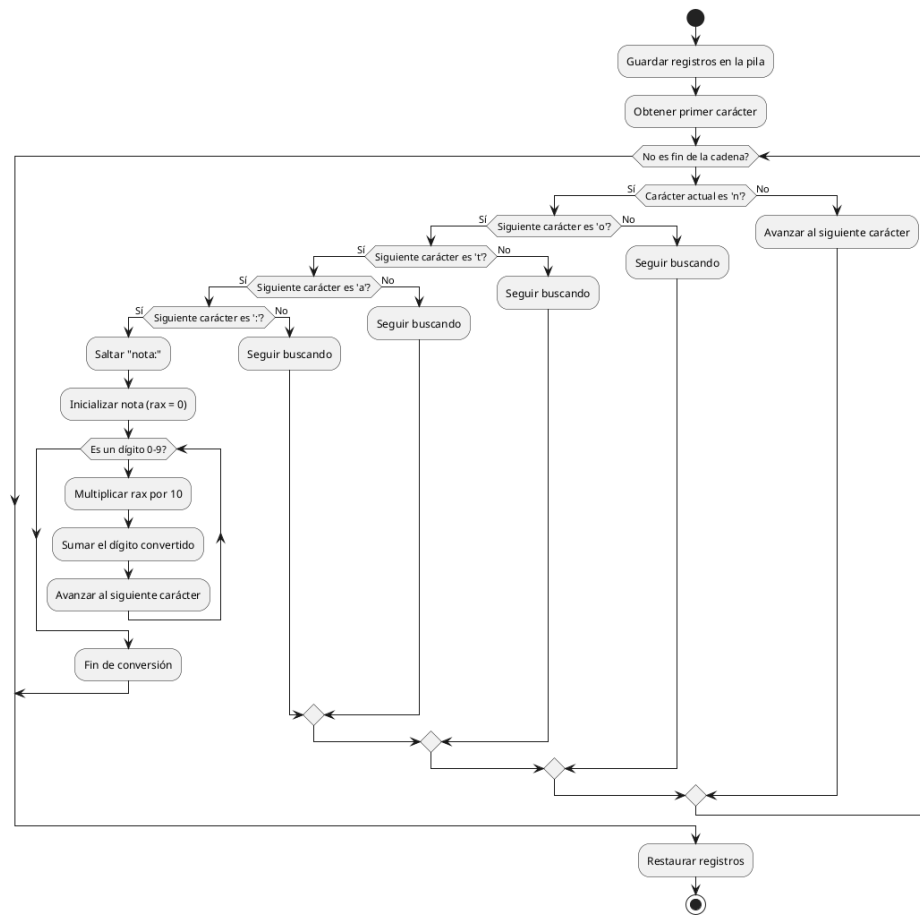 Guardar registros en la pila
Obtener primer carácter
No es fin de la cadena?
Sí
Carácter actual es 'n'?
No
Sí
Siguiente carácter es 'o'?
No
Avanzar al siguiente carácter
Sí
Siguiente carácter es 't'?
No
Seguir buscando
Sí
Siguiente carácter es 'a'?
No
Seguir buscando
Sí
Siguiente carácter es ':'?
No
Seguir buscando
Saltar "nota:"
Seguir buscando
Inicializar nota (rax = 0)
Es un dígito 0-9?
Multiplicar rax por 10
Sumar el dígito convertido
Avanzar al siguiente carácter
Fin de conversión
Restaurar registros